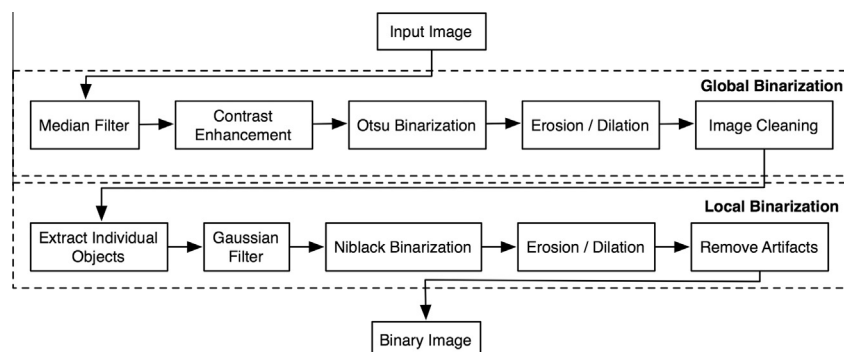 Input Image
Global Binarization
Median Filter
Contrast
Enhancement
Otsu Binarization
Erosion / Dilation
Image Cleaning
Local Binarization
Extract Individual
Objects
Gaussian
Filter
Niblack Binarization
Erosion / Dilation
Remove Artifacts
Binary Image